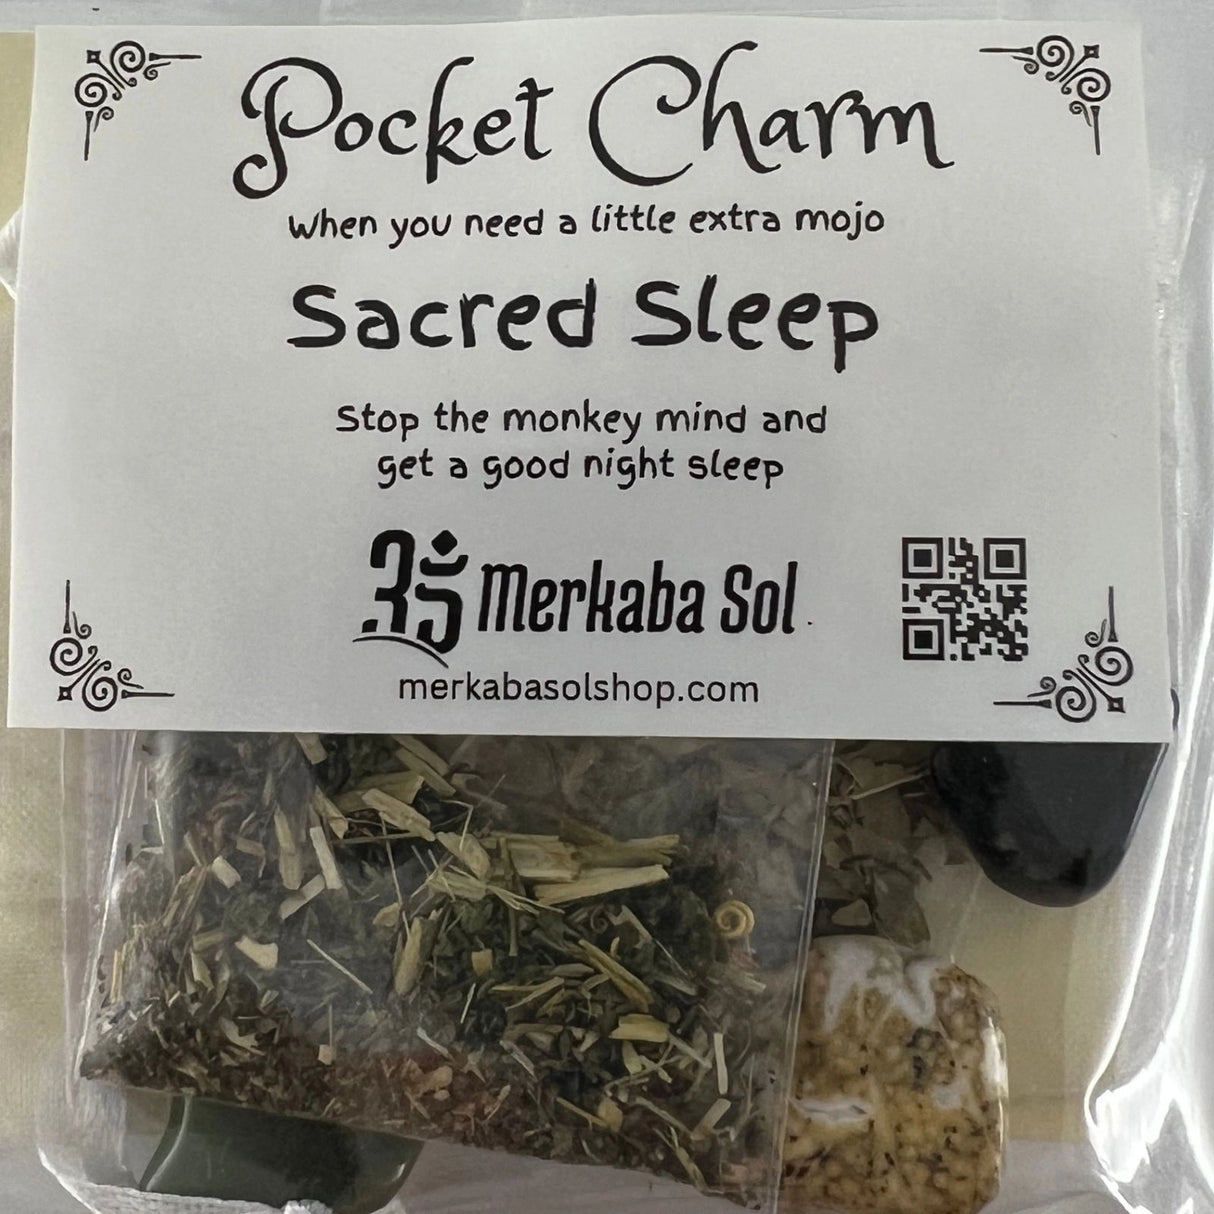 Pocket Charm
When you need a little extra mojo
Sacred Sleep
Stop the monkey mind and
get a good night sleep
Merkaba Sol
merkabasolshop.com